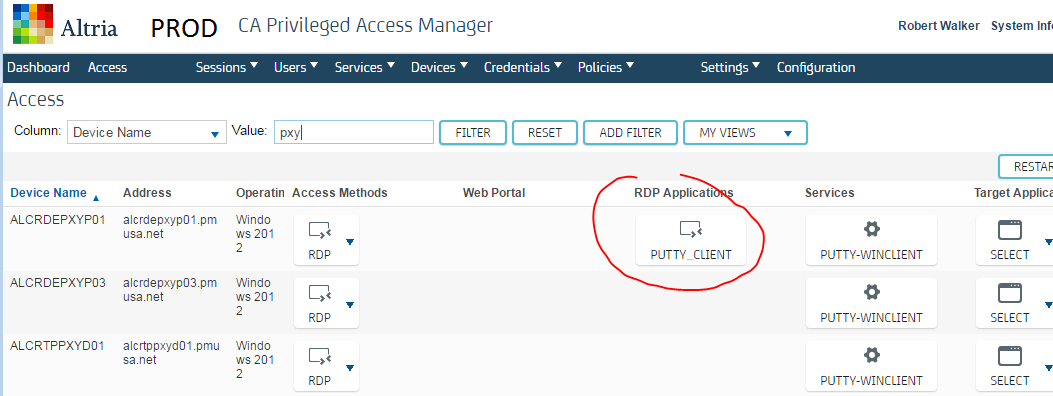 Altria PROD CA Privileged Access Manager Robert Walker System Info
Dashboard Access Sessions Users Services Devices Credentials Policies Settings Configuration
Access
Column: Device Name Value: pxy FILTER RESET ADD FILTER MY VIEWS
RESTAR
Device Name Address Operatin Access Methods Web Portal RDP Applications Services Target Applica
ALCRDEPXYP01 alcrdepxyp01.pm Windo
usa.net ws 201
2
RDP PUTTY_CLIENT PUTTY-WINCLIENT SELECT
ALCRDEPXYP03 alcrdepxyp03.pm Windo
usa.net ws 201
2
RDP PUTTY-WINCLIENT SELECT
ALCRTPPXYD01 alcrtppxyd01.pmu Windo
sa.net ws 201
2
RDP PUTTY-WINCLIENT SELECT